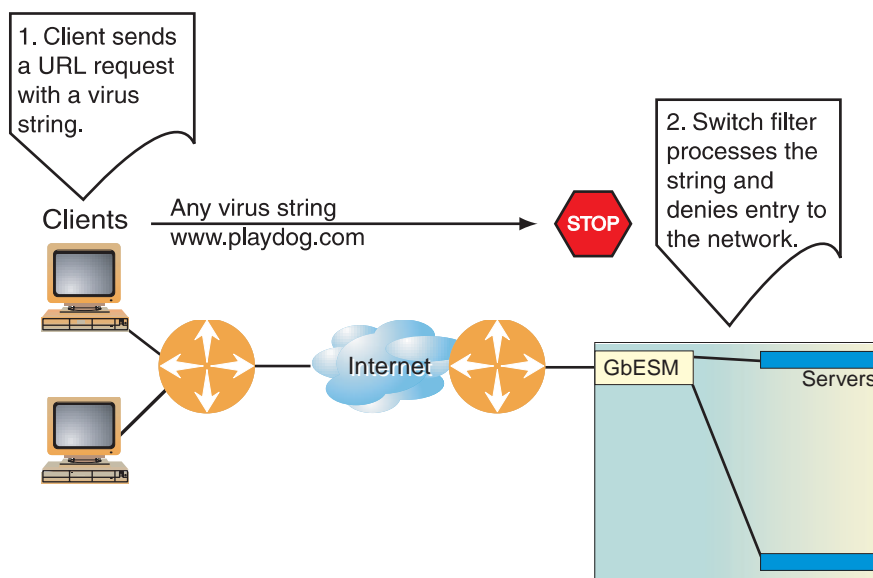 1. Client sends
a URL request
with a virus
string.
2. Switch filter
processes the
string and
denies entry to
the network.
Clients
Any virus string
www.playdog.com
STOP
Internet
GbESM
Servers